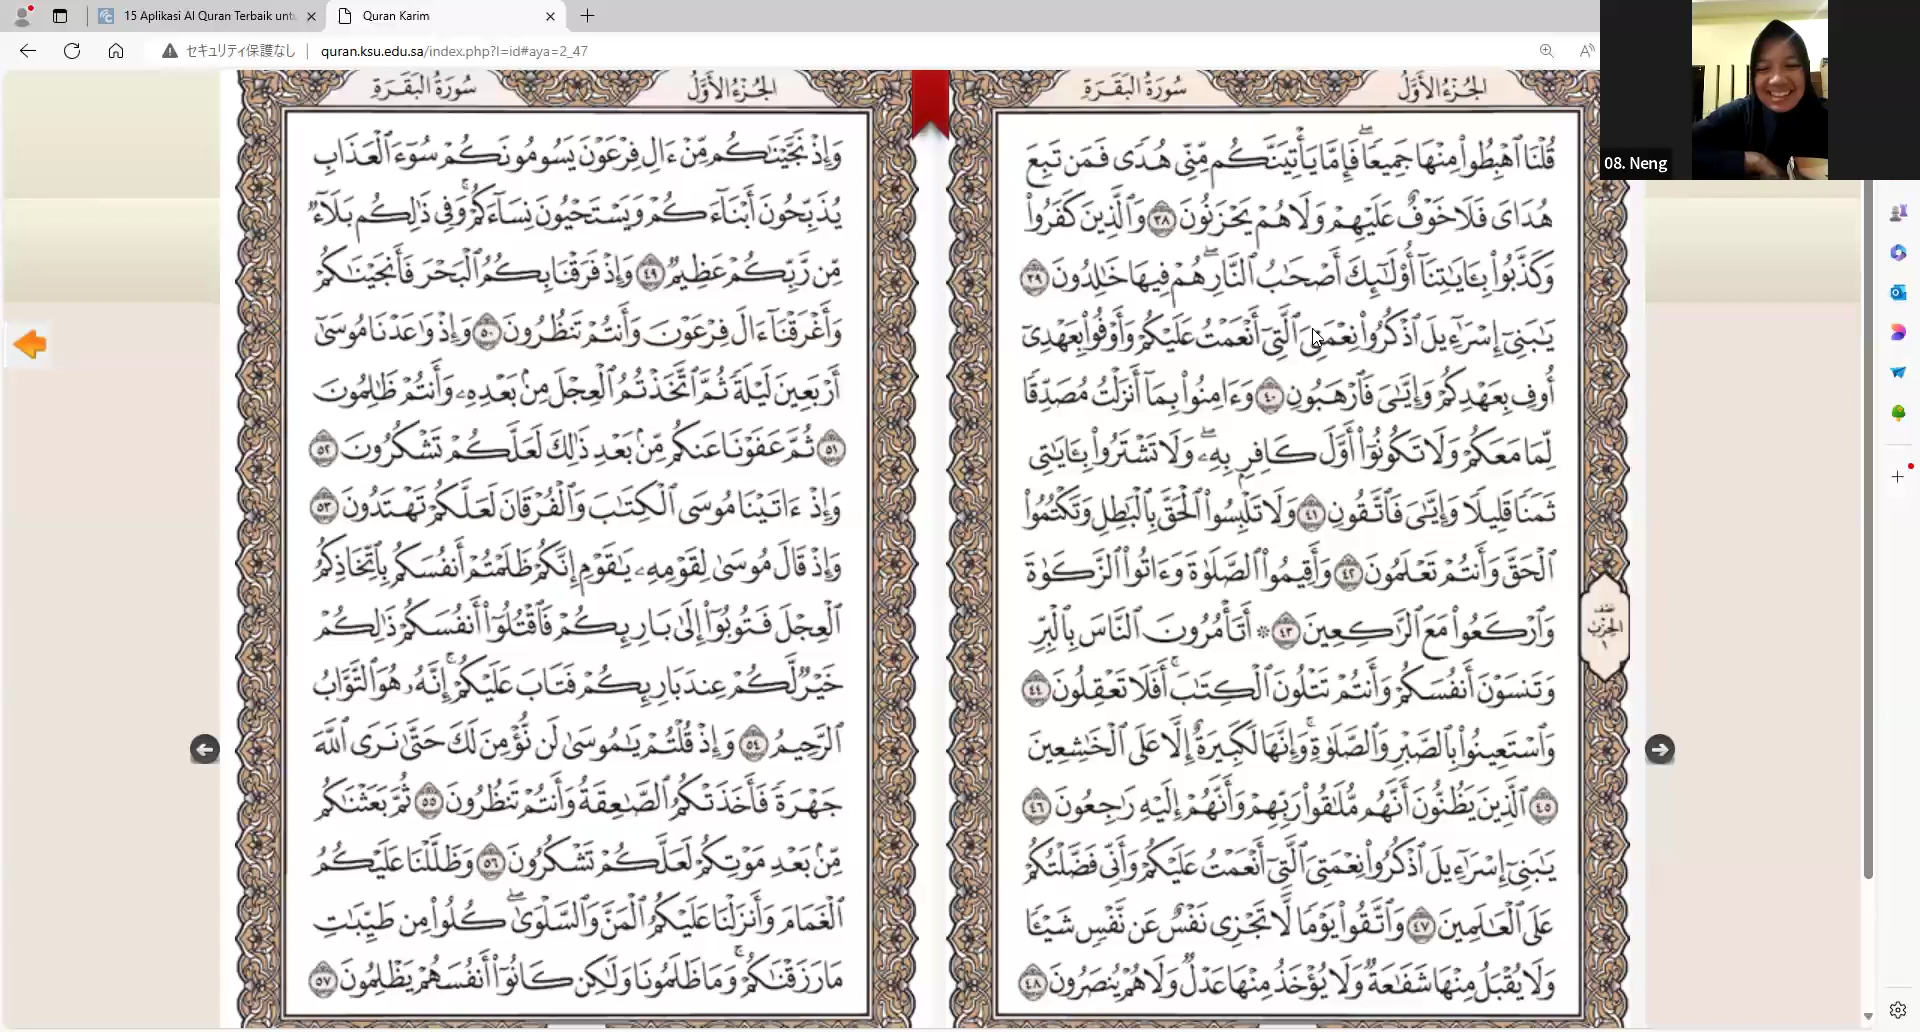 15 Aplikasi Al Quran Terbaik untu
Quran Karim
セキュリティ保護なし
quran.ksu.edu.sa/index.php?l=id#aya=2_47
08. Neng
الجُزْءُ الأَوَّلُ
سُورَةُ البَقَرَةِ
قُلْنَا ٱهْبِطُوا۟ مِنْهَا جَمِيعًا ۖ فَإِمَّا يَأْتِيَنَّكُم مِّنِّى هُدًى فَمَن تَبِعَ
هُدَاىَ فَلَا خَوْفٌ عَلَيْهِمْ وَلَا هُمْ يَحْزَنُونَ ٣٨ وَٱلَّذِينَ كَفَرُوا۟
وَكَذَّبُوا۟ بِـَٔايَـٰتِنَآ أُو۟لَـٰٓئِكَ أَصْحَـٰبُ ٱلنَّارِ ۖ هُمْ فِيهَا خَـٰلِدُونَ ٣٩
يَـٰبَنِىٓ إِسْرَٰٓءِيلَ ٱذْكُرُوا۟ نِعْمَتِىَ ٱلَّتِىٓ أَنْعَمْتُ عَلَيْكُمْ وَأَوْفُوا۟ بِعَهْدِىٓ
أُوفِ بِعَهْدِكُمْ وَإِيَّـٰىَ فَٱرْهَبُونِ ٤٠ وَءَامِنُوا۟ بِمَآ أَنزَلْتُ مُصَدِّقًا
لِّمَا مَعَكُمْ وَلَا تَكُونُوٓا۟ أَوَّلَ كَافِرٍۭ بِهِۦ ۖ وَلَا تَشْتَرُوا۟ بِـَٔايَـٰتِى
ثَمَنًا قَلِيلًا وَإِيَّـٰىَ فَٱتَّقُونِ ٤١ وَلَا تَلْبِسُوا۟ ٱلْحَقَّ بِٱلْبَـٰطِلِ وَتَكْتُمُوا۟
ٱلْحَقَّ وَأَنتُمْ تَعْلَمُونَ ٤٢ وَأَقِيمُوا۟ ٱلصَّلَوٰةَ وَءَاتُوا۟ ٱلزَّكَوٰةَ
وَٱرْكَعُوا۟ مَعَ ٱلرَّٰكِعِينَ ٤٣ ۞ أَتَأْمُرُونَ ٱلنَّاسَ بِٱلْبِرِّ
وَتَنسَوْنَ أَنفُسَكُمْ وَأَنتُمْ تَتْلُونَ ٱلْكِتَـٰبَ ۚ أَفَلَا تَعْقِلُونَ ٤٤
وَٱسْتَعِينُوا۟ بِٱلصَّبْرِ وَٱلصَّلَوٰةِ ۚ وَإِنَّهَا لَكَبِيرَةٌ إِلَّا عَلَى ٱلْخَـٰشِعِينَ
٤٥ ٱلَّذِينَ يَظُنُّونَ أَنَّهُم مُّلَـٰقُوا۟ رَبِّهِمْ وَأَنَّهُمْ إِلَيْهِ رَٰجِعُونَ ٤٦
يَـٰبَنِىٓ إِسْرَٰٓءِيلَ ٱذْكُرُوا۟ نِعْمَتِىَ ٱلَّتِىٓ أَنْعَمْتُ عَلَيْكُمْ وَأَنِّى فَضَّلْتُكُمْ
عَلَى ٱلْعَـٰلَمِينَ ٤٧ وَٱتَّقُوا۟ يَوْمًا لَّا تَجْزِى نَفْسٌ عَن نَّفْسٍ شَيْـًٔا
وَلَا يُقْبَلُ مِنْهَا شَفَـٰعَةٌ وَلَا يُؤْخَذُ مِنْهَا عَدْلٌ وَلَا هُمْ يُنصَرُونَ ٤٨
نصف
الحزب
١
الجُزْءُ الأَوَّلُ
سُورَةُ البَقَرَةِ
وَإِذْ نَجَّيْنَـٰكُم مِّنْ ءَالِ فِرْعَوْنَ يَسُومُونَكُمْ سُوٓءَ ٱلْعَذَابِ
يُذَبِّحُونَ أَبْنَآءَكُمْ وَيَسْتَحْيُونَ نِسَآءَكُمْ ۚ وَفِى ذَٰلِكُم بَلَآءٌ
مِّن رَّبِّكُمْ عَظِيمٌ ٤٩ وَإِذْ فَرَقْنَا بِكُمُ ٱلْبَحْرَ فَأَنجَيْنَـٰكُمْ
وَأَغْرَقْنَآ ءَالَ فِرْعَوْنَ وَأَنتُمْ تَنظُرُونَ ٥٠ وَإِذْ وَٰعَدْنَا مُوسَىٰٓ
أَرْبَعِينَ لَيْلَةً ثُمَّ ٱتَّخَذْتُمُ ٱلْعِجْلَ مِنۢ بَعْدِهِۦ وَأَنتُمْ ظَـٰلِمُونَ
٥١ ثُمَّ عَفَوْنَا عَنكُم مِّنۢ بَعْدِ ذَٰلِكَ لَعَلَّكُمْ تَشْكُرُونَ ٥٢
وَإِذْ ءَاتَيْنَا مُوسَى ٱلْكِتَـٰبَ وَٱلْفُرْقَانَ لَعَلَّكُمْ تَهْتَدُونَ ٥٣
وَإِذْ قَالَ مُوسَىٰ لِقَوْمِهِۦ يَـٰقَوْمِ إِنَّكُمْ ظَلَمْتُمْ أَنفُسَكُم بِٱتِّخَاذِكُمُ
ٱلْعِجْلَ فَتُوبُوٓا۟ إِلَىٰ بَارِئِكُمْ فَٱقْتُلُوٓا۟ أَنفُسَكُمْ ذَٰلِكُمْ
خَيْرٌ لَّكُمْ عِندَ بَارِئِكُمْ فَتَابَ عَلَيْكُمْ ۚ إِنَّهُۥ هُوَ ٱلتَّوَّابُ
ٱلرَّحِيمُ ٥٤ وَإِذْ قُلْتُمْ يَـٰمُوسَىٰ لَن نُّؤْمِنَ لَكَ حَتَّىٰ نَرَى ٱللَّهَ
جَهْرَةً فَأَخَذَتْكُمُ ٱلصَّـٰعِقَةُ وَأَنتُمْ تَنظُرُونَ ٥٥ ثُمَّ بَعَثْنَـٰكُم
مِّنۢ بَعْدِ مَوْتِكُمْ لَعَلَّكُمْ تَشْكُرُونَ ٥٦ وَظَلَّلْنَا عَلَيْكُمُ
ٱلْغَمَامَ وَأَنزَلْنَا عَلَيْكُمُ ٱلْمَنَّ وَٱلسَّلْوَىٰ ۖ كُلُوا۟ مِن طَيِّبَـٰتِ
مَا رَزَقْنَـٰكُمْ ۚ وَمَا ظَلَمُونَا وَلَـٰكِن كَانُوٓا۟ أَنفُسَهُمْ يَظْلِمُونَ ٥٧